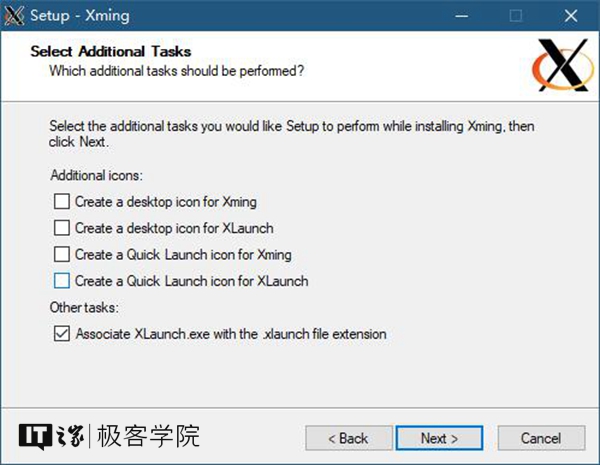 Setup - Xming
Select Additional Tasks
Which additional tasks should be performed?
Select the additional tasks you would like Setup to perform while installing Xming, then
click Next.
Additional icons:
Create a desktop icon for Xming
Create a desktop icon for XLaunch
Create a Quick Launch icon for Xming
Create a Quick Launch icon for XLaunch
Other tasks:
Associate XLaunch.exe with the .xlaunch file extension
IT之家|极客学院
< Back
Next >
Cancel